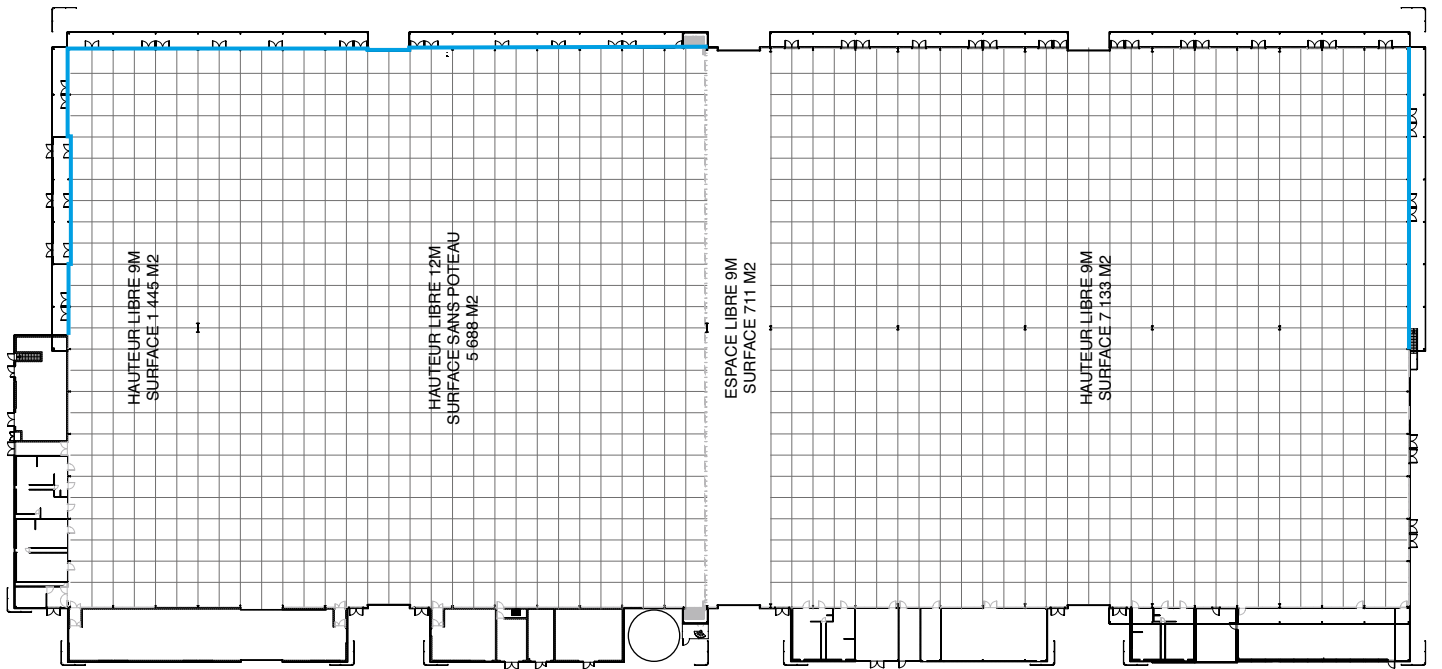 HAUTEUR LIBRE 9M
SURFACE 1 445 M2
HAUTEUR LIBRE 12M
SURFACE SANS POTEAU
5 688 M2
ESPACE LIBRE 9M
SURFACE 711 M2
HAUTEUR LIBRE 9M
SURFACE 7 133 M2